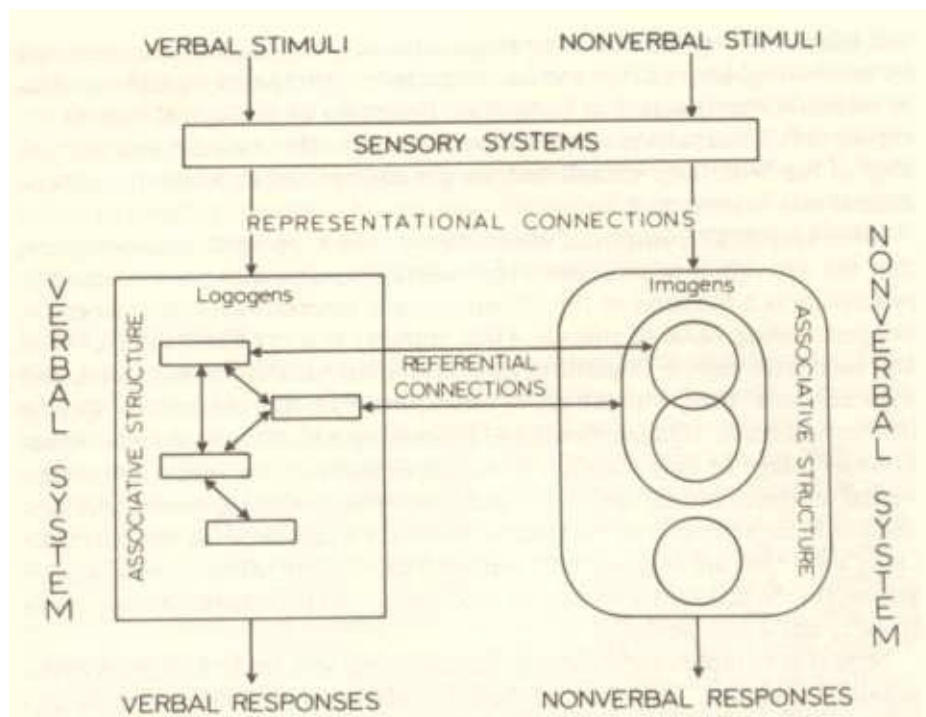 VERBAL STIMULI
NONVERBAL STIMULI
SENSORY SYSTEMS
REPRESENTATIONAL CONNECTIONS
VERBAL SYSTEM
ASSOCIATIVE STRUCTURE
Logogens
REFERENTIAL
CONNECTIONS
Imagens
ASSOCIATIVE STRUCTURE
NONVERBAL SYSTEM
VERBAL RESPONSES
NONVERBAL RESPONSES